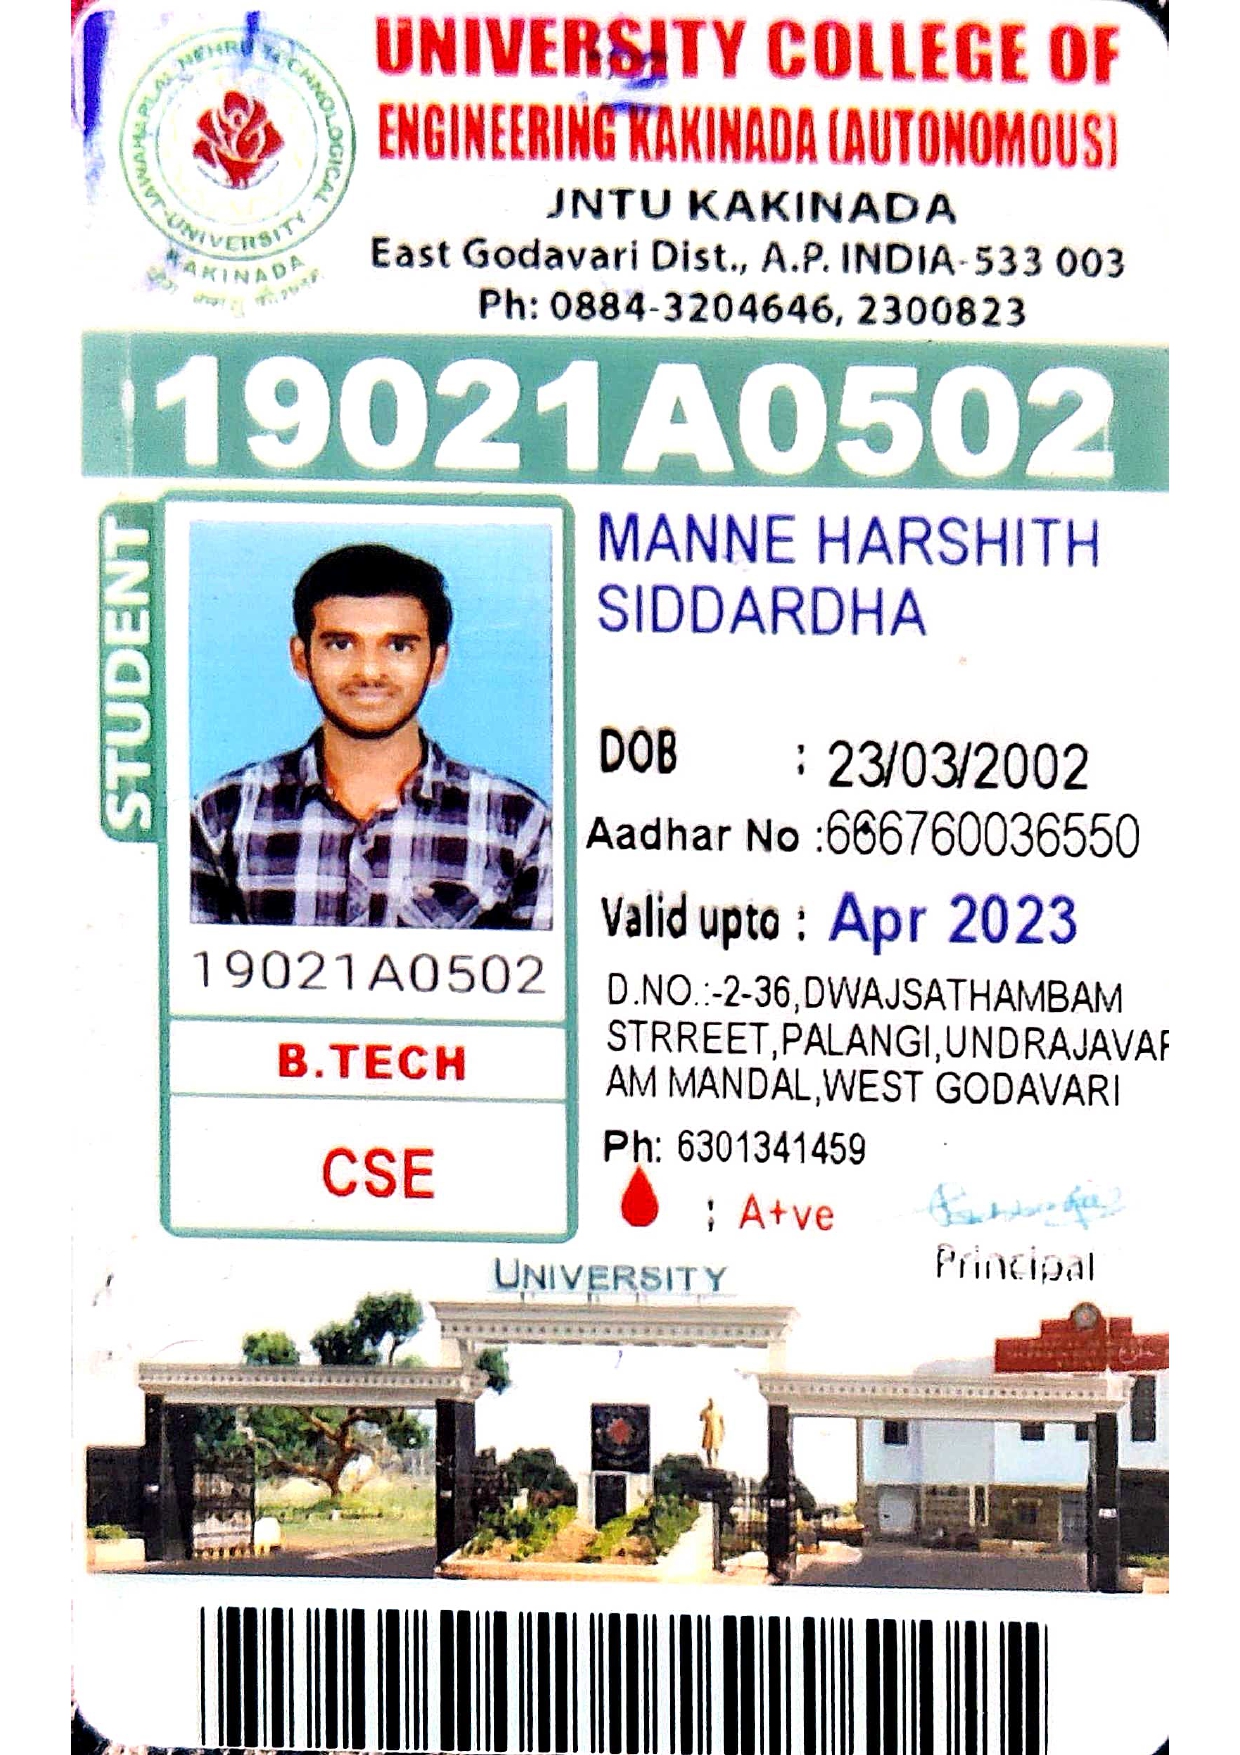 UNIVERSITY COLLEGE OF
ENGINEERING KAKINADA (AUTONOMOUS)
JNTU KAKINADA
East Godavari Dist., A.P. INDIA-533 003
Ph: 0884-3204646, 2300823
JAWAHARLAL NEHRU TECHNOLOGICAL UNIVERSITY
KAKINADA
19021A0502
STUDENT
MANNE HARSHITH
SIDDARDHA
DOB : 23/03/2002
Aadhar No :666760036550
Valid upto : Apr 2023
19021A0502
B.TECH
CSE
D.NO.:-2-36,DWAJSATHAMBAM
STRREET,PALANGI,UNDRAJAVAR
AM MANDAL,WEST GODAVARI
Ph: 6301341459
: A+ve
Principal
UNIVERSITY